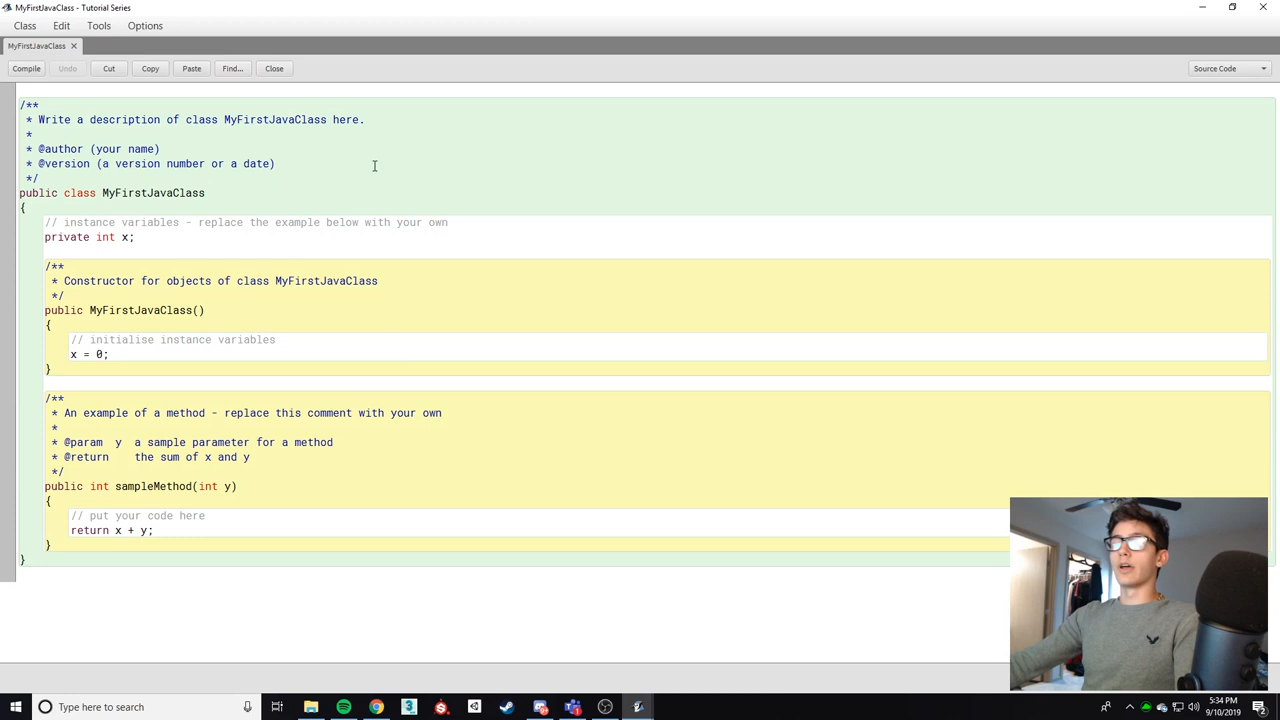 MyFirstJavaClass - Tutorial Series
Class Edit Tools Options
MyFirstJavaClass ×
Compile Undo Cut Copy Paste Find... Close Source Code
/**
* Write a description of class MyFirstJavaClass here.
*
* @author (your name)
* @version (a version number or a date)
*/
public class MyFirstJavaClass
{
// instance variables - replace the example below with your own
private int x;
/**
* Constructor for objects of class MyFirstJavaClass
*/
public MyFirstJavaClass()
{
// initialise instance variables
x = 0;
}
/**
* An example of a method - replace this comment with your own
*
* @param y a sample parameter for a method
* @return the sum of x and y
*/
public int sampleMethod(int y)
{
// put your code here
return x + y;
}
}
Type here to search
5:34 PM
9/10/2019